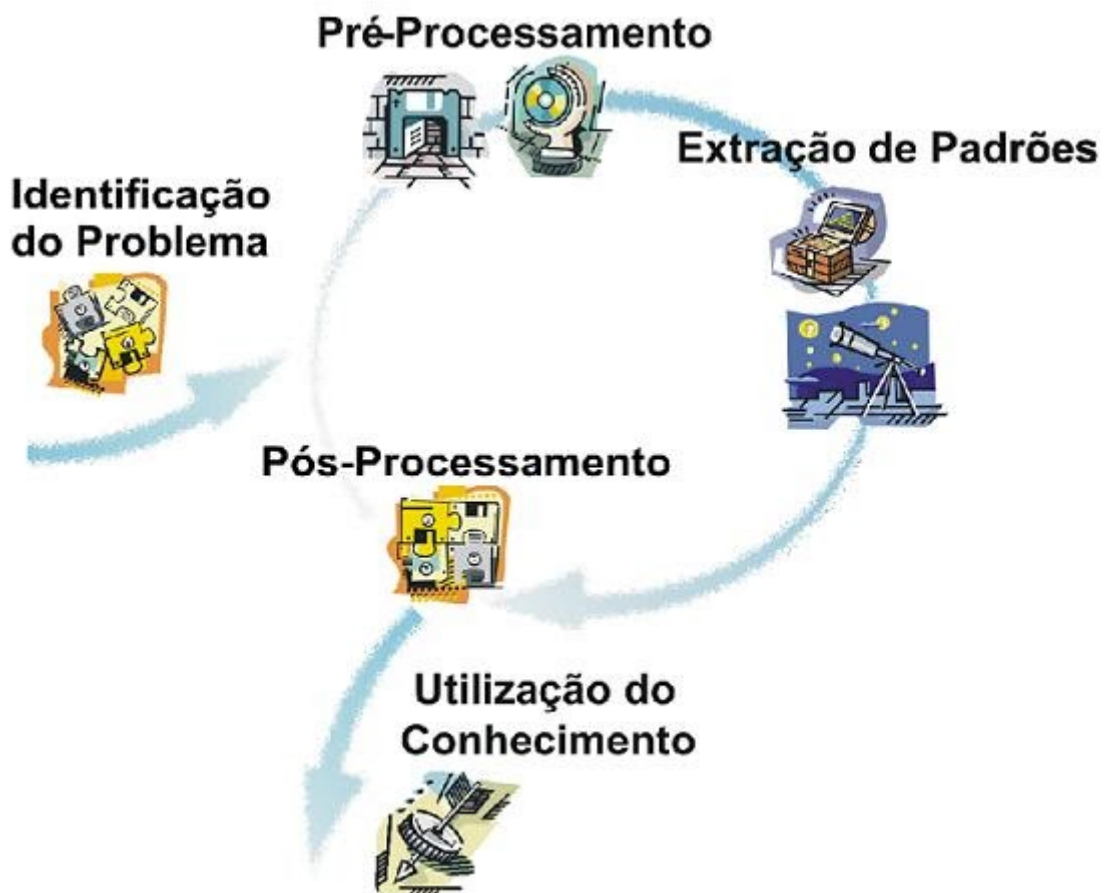 Pré-Processamento
Extração de Padrões
Identificação
do Problema
Pós-Processamento
Utilização do
Conhecimento